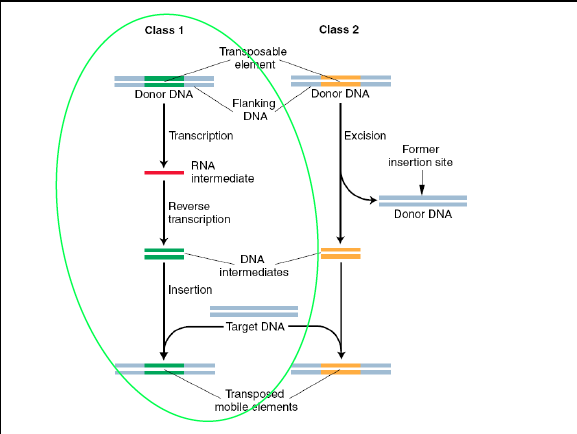 Class 1
Class 2
Transposable
element
Donor DNA
Donor DNA
Flanking
DNA
Transcription
Excision
Former
insertion site
RNA
intermediate
Reverse
transcription
Donor DNA
DNA
intermediates
Insertion
Target DNA
Transposed
mobile elements